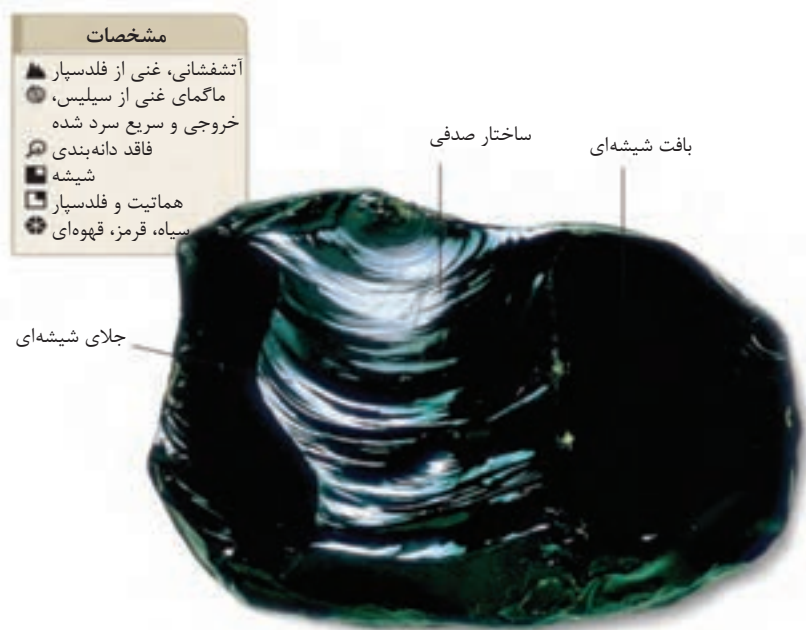 مشخصات
آتشفشانی، غنی از فلدسپار
ماگمای غنی از سیلیس،
خروجی و سریع سرد شده
فاقد دانه‌بندی
شیشه
هماتیت و فلدسپار
سیاه، قرمز، قهوه‌ای
ساختار صدفی
بافت شیشه‌ای
جلای شیشه‌ای